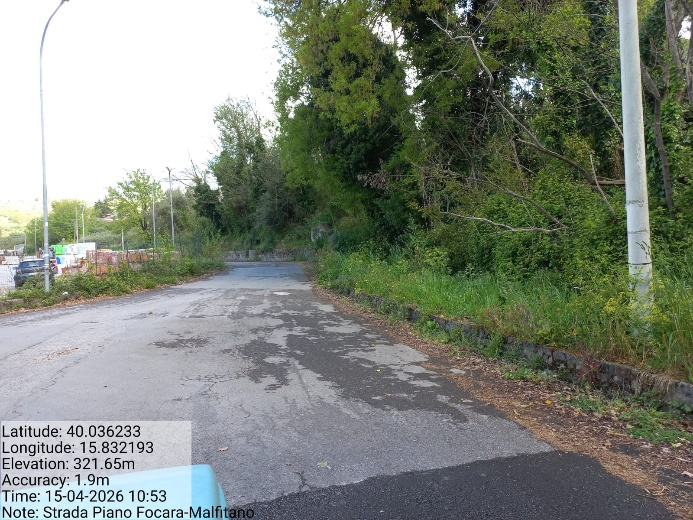 Latitude: 40.036233
Longitude: 15.832193
Elevation: 321.65m
Accuracy: 1.9m
Time: 15-04-2026 10:53
Note: Strada Piano Focara-Malfitano